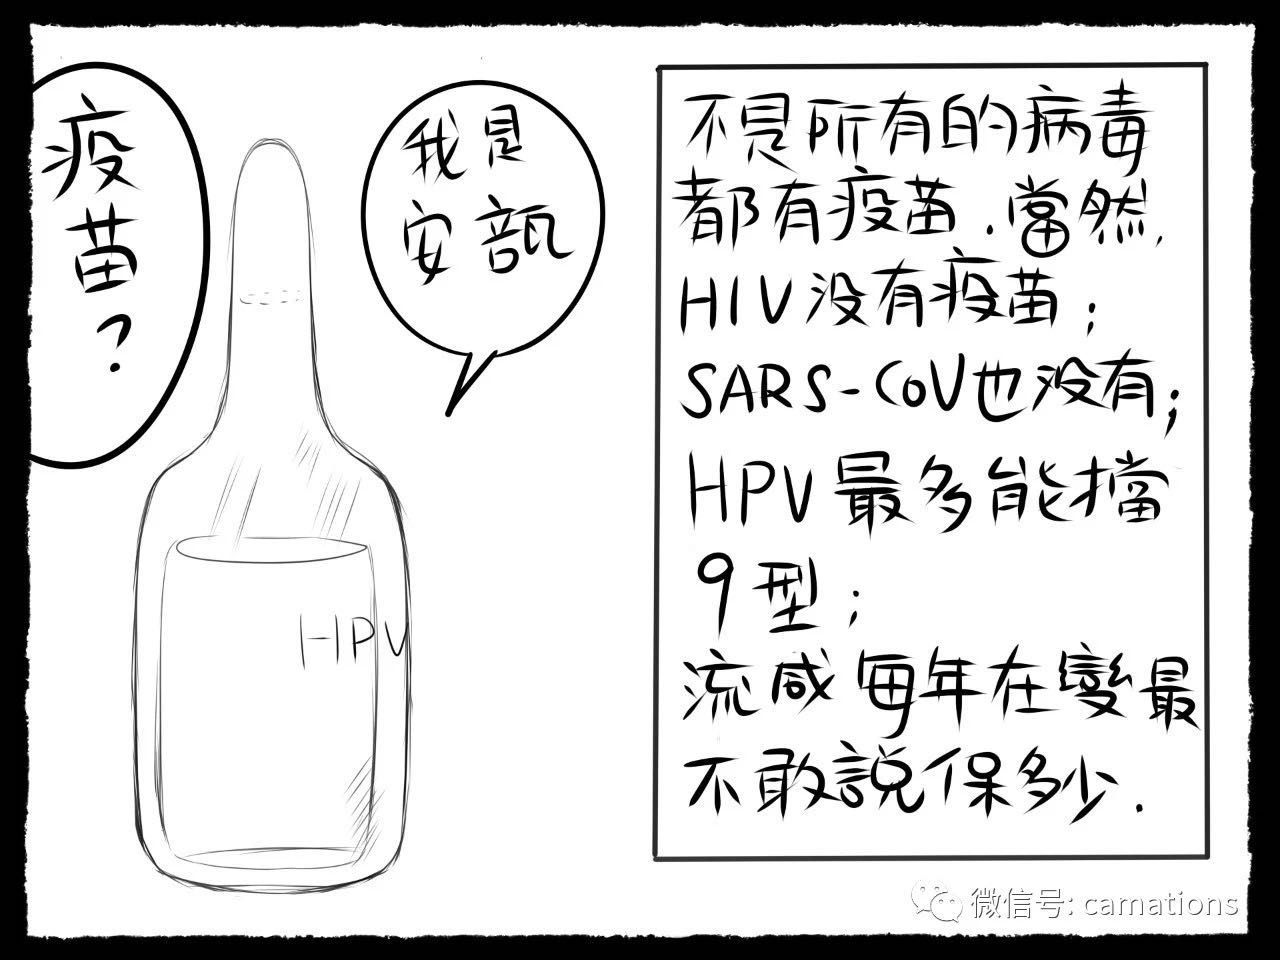 疫
苗?
我是
安瓿
HPV
不是所有的病毒
都有疫苗.當然,
HIV没有疫苗;
SARS-CoV也没有;
HPV最多能擋
9型;
流感每年在變最
不敢說保多少.
微信号: camations